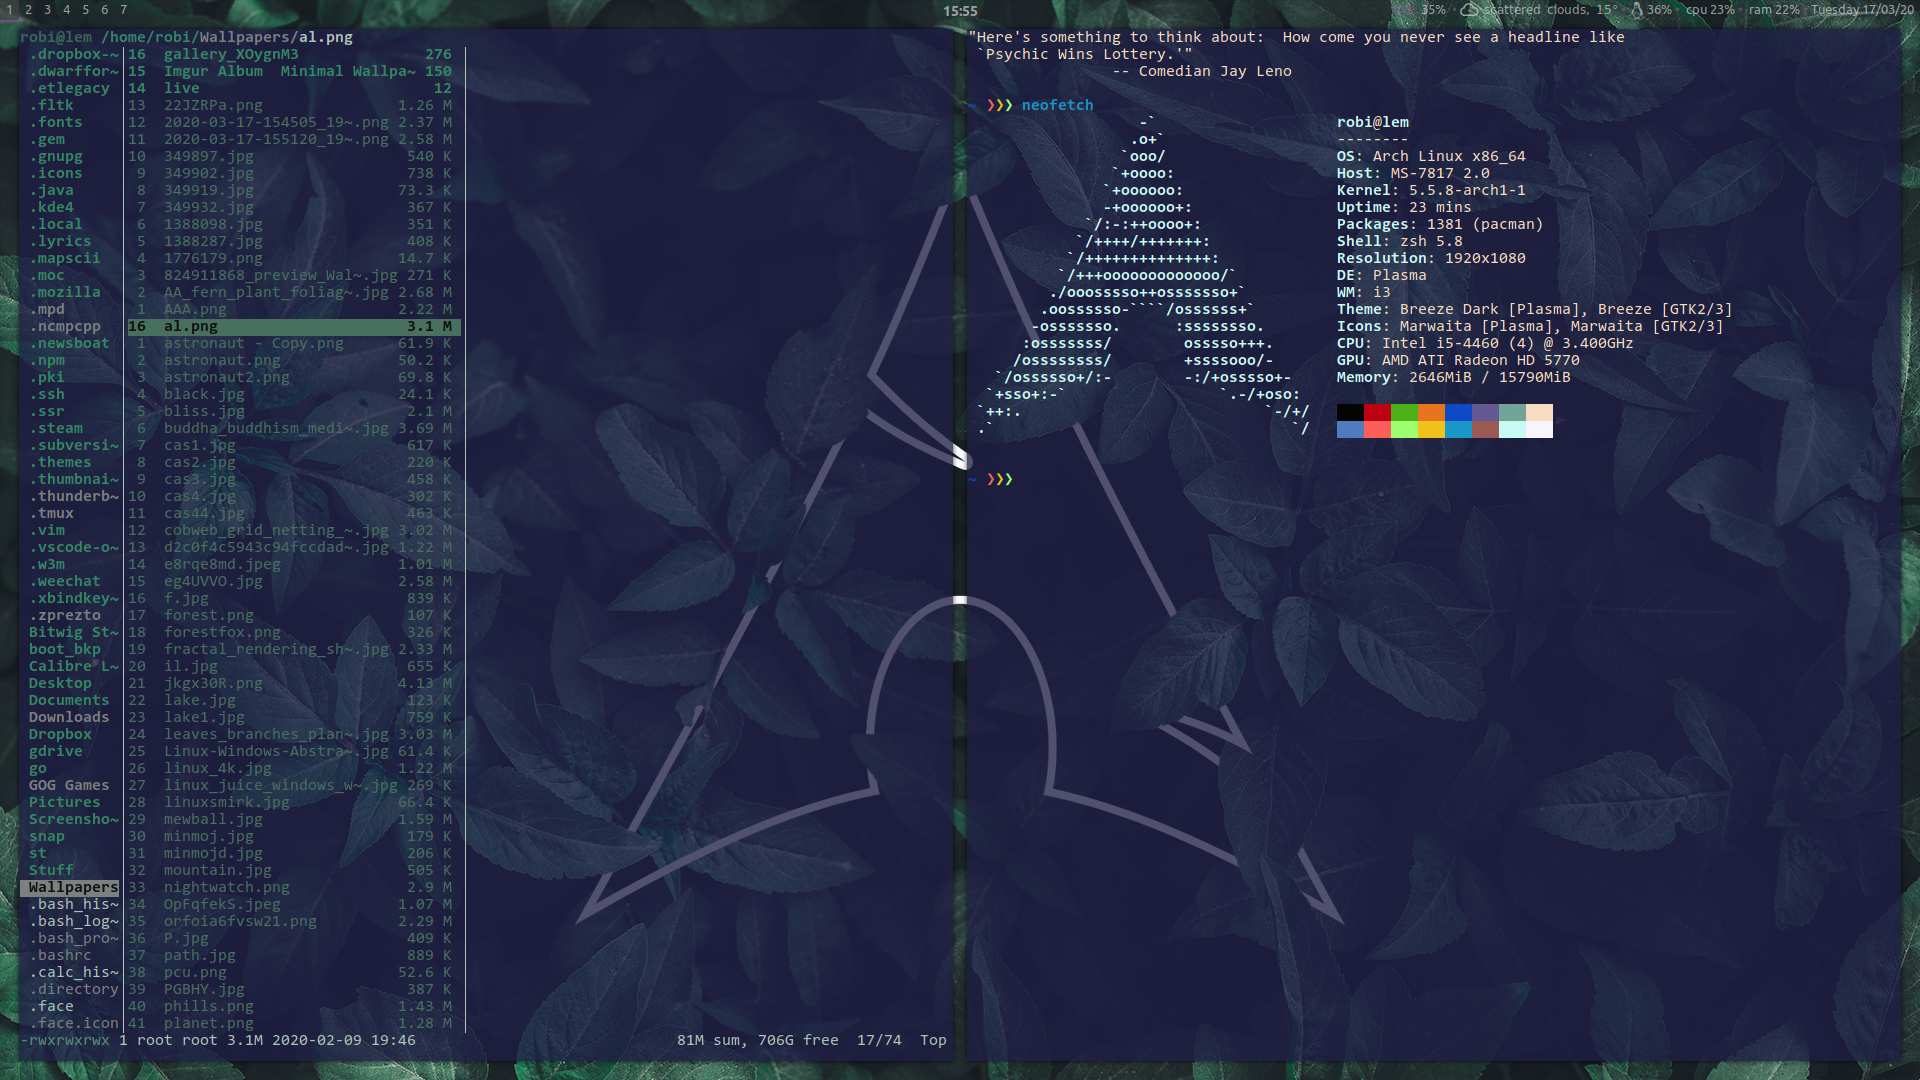 1 2 3 4 5 6 7
15:55
35% scattered clouds, 15° 36% cpu 23% ram 22% Tuesday 17/03/20
robi@lem /home/robi/Wallpapers/al.png
.dropbox-~ 16 gallery_XOygnM3 276
.dwarffor~ 15 Imgur Album  Minimal Wallpa~ 150
.etlegacy 14 live 12
.fltk 13 22JZRPa.png 1.26 M
.fonts 12 2020-03-17-154505_19~.png 2.37 M
.gem 11 2020-03-17-155120_19~.png 2.58 M
.gnupg 10 349897.jpg 540 K
.icons 9 349902.jpg 738 K
.java 8 349919.jpg 73.3 K
.kde4 7 349932.jpg 367 K
.local 6 1388098.jpg 351 K
.lyrics 5 1388287.jpg 408 K
.mapscii 4 1776179.png 14.7 K
.moc 3 824911868_preview_Wal~.jpg 271 K
.mozilla 2 AA_fern_plant_foliag~.jpg 2.68 M
.mpd 1 AAA.png 2.22 M
.ncmpcpp 16 al.png 3.1 M
.newsboat 1 astronaut - Copy.png 61.9 K
.npm 2 astronaut.png 50.2 K
.pki 3 astronaut2.png 69.8 K
.ssh 4 black.jpg 24.1 K
.ssr 5 bliss.jpg 2.1 M
.steam 6 buddha_buddhism_medi~.jpg 3.69 M
.subversi~ 7 cas1.jpg 617 K
.themes 8 cas2.jpg 220 K
.thumbnai~ 9 cas3.jpg 458 K
.thunderb~ 10 cas4.jpg 302 K
.tmux 11 cas44.jpg 463 K
.vim 12 cobweb_grid_netting_~.jpg 3.02 M
.vscode-o~ 13 d2c0f4c5943c94fccdad~.jpg 1.22 M
.w3m 14 e8rqe8md.jpeg 1.01 M
.weechat 15 eg4UVVO.jpg 2.58 M
.xbindkey~ 16 f.jpg 839 K
.zprezto 17 forest.png 107 K
Bitwig St~ 18 forestfox.png 326 K
boot_bkp 19 fractal_rendering_sh~.jpg 2.33 M
Calibre L~ 20 il.jpg 655 K
Desktop 21 jkgx30R.png 4.13 M
Documents 22 lake.jpg 123 K
Downloads 23 lake1.jpg 759 K
Dropbox 24 leaves_branches_plan~.jpg 3.03 M
gdrive 25 Linux-Windows-Abstra~.jpg 61.4 K
go 26 linux_4k.jpg 1.22 M
GOG Games 27 linux_juice_windows_w~.jpg 269 K
Pictures 28 linuxsmirk.jpg 66.4 K
Screensho~ 29 mewball.jpg 1.59 M
snap 30 minmoj.jpg 179 K
st 31 minmojd.jpg 206 K
Stuff 32 mountain.jpg 505 K
Wallpapers 33 nightwatch.png 2.9 M
.bash_his~ 34 OpFqfekS.jpeg 1.07 M
.bash_log~ 35 orfoia6fvsw21.png 2.29 M
.bash_pro~ 36 P.jpg 409 K
.bashrc 37 path.jpg 889 K
.calc_his~ 38 pcu.png 52.6 K
.directory 39 PGBHY.jpg 387 K
.face 40 phills.png 1.43 M
.face.icon 41 planet.png 1.28 M
-rwxrwxrwx 1 root root 3.1M 2020-02-09 19:46 81M sum, 706G free 17/74 Top
"Here's something to think about:  How come you never see a headline like
`Psychic Wins Lottery.'"
-- Comedian Jay Leno
~ ❯❯❯ neofetch
-`
.o+`
`ooo/
`+oooo:
`+oooooo:
-+oooooo+:
`/:-:++oooo+:
`/++++/+++++++:
`/++++++++++++++:
`/+++ooooooooooooo/`
./ooosssso++osssssso+`
.oossssso-````/ossssss+`
-osssssso.      :ssssssso.
:osssssss/        osssso+++.
/ossssssss/        +ssssooo/-
`/ossssso+/:-        -:/+osssso+-
`+sso+:-`                 `.-/+oso:
`++:.                           `-/+/
.`                                 `/
robi@lem
--------
OS: Arch Linux x86_64
Host: MS-7817 2.0
Kernel: 5.5.8-arch1-1
Uptime: 23 mins
Packages: 1381 (pacman)
Shell: zsh 5.8
Resolution: 1920x1080
DE: Plasma
WM: i3
Theme: Breeze Dark [Plasma], Breeze [GTK2/3]
Icons: Marwaita [Plasma], Marwaita [GTK2/3]
CPU: Intel i5-4460 (4) @ 3.400GHz
GPU: AMD ATI Radeon HD 5770
Memory: 2646MiB / 15790MiB
~ ❯❯❯